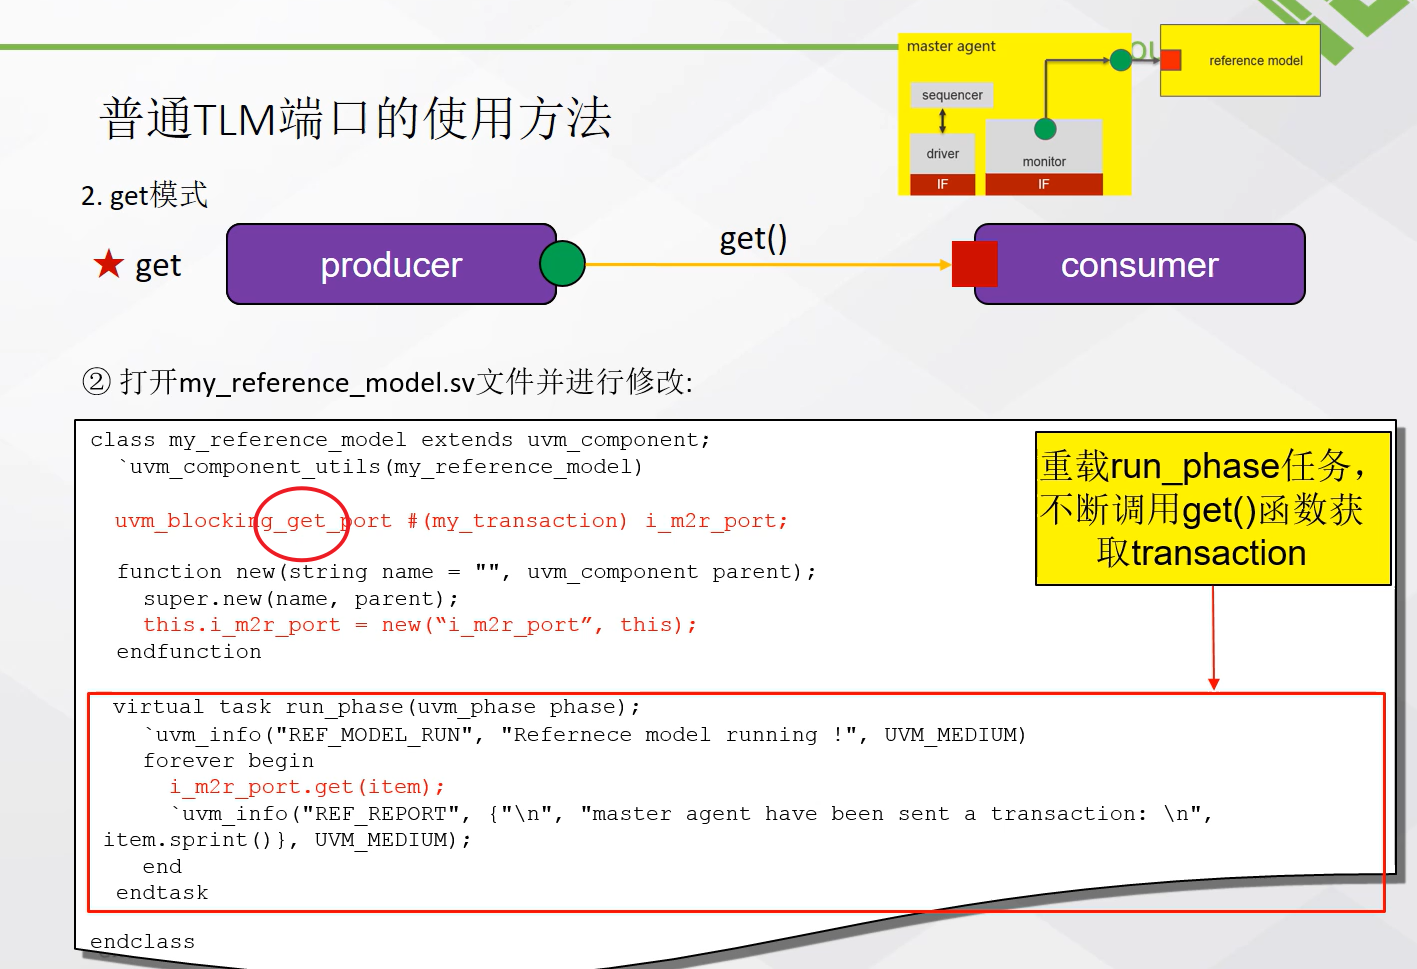 master agent
sequencer
driver
IF
monitor
IF
ou
reference model
普通TLM端口的使用方法
2. get模式
★ get
producer
get()
consumer
② 打开my_reference_model.sv文件并进行修改:
class my_reference_model extends uvm_component;
`uvm_component_utils(my_reference_model)
uvm_blocking_get_port #(my_transaction) i_m2r_port;
function new(string name = "", uvm_component parent);
super.new(name, parent);
this.i_m2r_port = new(“i_m2r_port”, this);
endfunction
virtual task run_phase(uvm_phase phase);
`uvm_info("REF_MODEL_RUN", "Refernece model running !", UVM_MEDIUM)
forever begin
i_m2r_port.get(item);
`uvm_info("REF_REPORT", {"\n", "master agent have been sent a transaction: \n",
item.sprint()}, UVM_MEDIUM);
end
endtask
endclass
重载run_phase任务，
不断调用get()函数获
取transaction